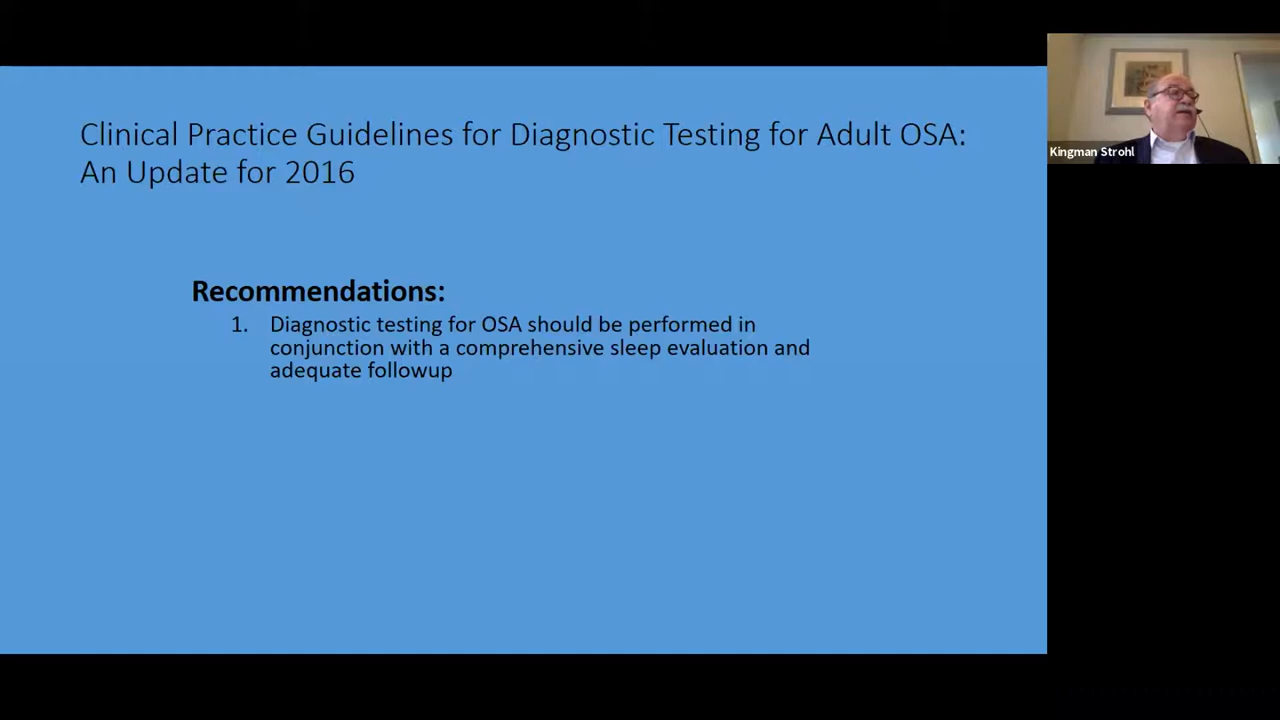 Clinical Practice Guidelines for Diagnostic Testing for Adult OSA:
An Update for 2016
Recommendations:
1. Diagnostic testing for OSA should be performed in
conjunction with a comprehensive sleep evaluation and
adequate followup
Kingman Strohl